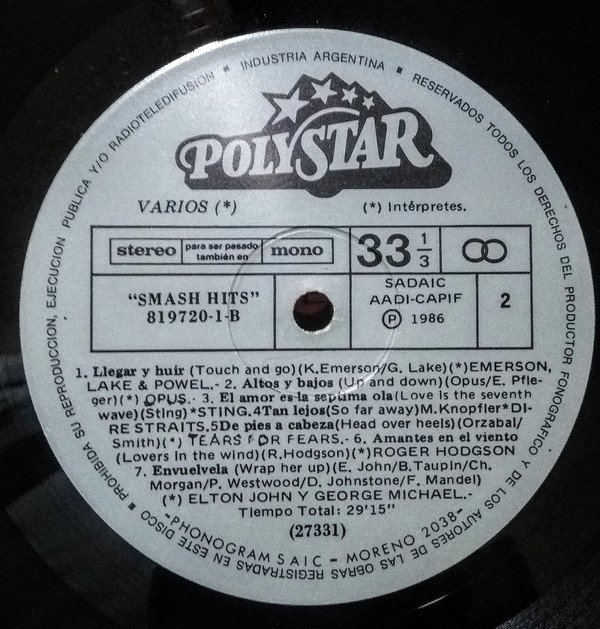 PROHIBIDA SU REPRODUCCION, EJECUCION PUBLICA Y/O RADIOTELEDIFUSION ■ INDUSTRIA ARGENTINA ■ RESERVADOS TODOS LOS DERECHOS DEL PRODUCTOR FONOGRAFICO Y DE LOS AUTORES DE LAS OBRAS REGISTRADAS EN ESTE DISCO ■
POLYSTAR
VARIOS (*) (*) Intérpretes.
stereo para ser pasado también en mono 33 1/3
"SMASH HITS"
819720-1-B
SADAIC
AADI-CAPIF
Ⓟ 1986
2
1. Llegar y huir (Touch and go)(K.Emerson/G. Lake)(*)EMERSON,
LAKE & POWEL.- 2. Altos y bajos (Up and down)(Opus/E. Pfle-
ger)(*) OPUS.- 3. El amor es la septima ola(Love is the seventh
wave)(Sting)*STING.4Tan lejos(So far away)M.Knopfler*DI-
RE STRAITS.5De pies a cabeza(Head over heels)(Orzabal/
Smith)(*) TEARS FOR FEARS.- 6. Amantes en el viento
(Lovers in the wind)(R.Hodgson)(*)ROGER HODGSON
7. Envuelvela (Wrap her up)(E. John/B.Taupin/Ch.
Morgan/P. Westwood/D. Johnstone/F. Mandel)
(*) ELTON JOHN Y GEORGE MICHAEL.-
Tiempo Total: 29'15"
(27331)
-PHONOGRAM SAIC - MORENO 2038-